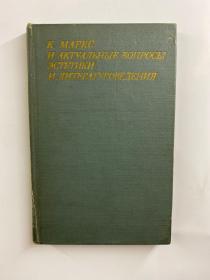 К. МАРКС
И АКТУАЛЬНЫЕ ВОПРОСЫ
ЭСТЕТИКИ
И ЛИТЕРАТУРОВЕДЕНИЯ